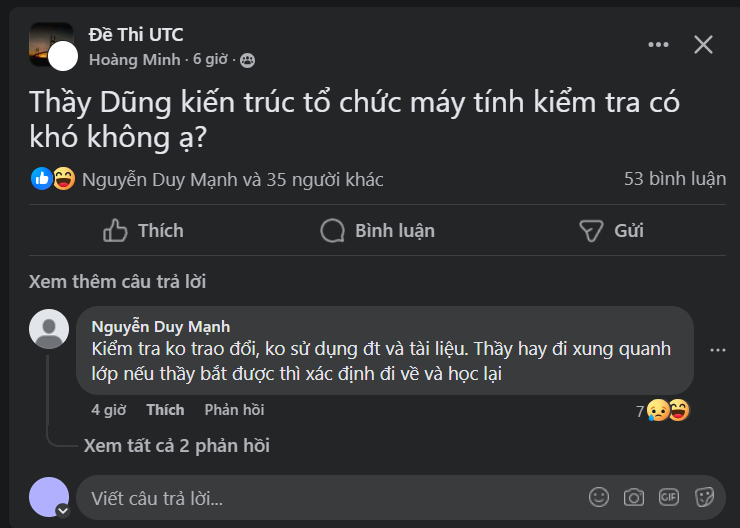 Đề Thi UTC
Hoàng Minh · 6 giờ ·
Thầy Dũng kiến trúc tổ chức máy tính kiểm tra có
khó không ạ?
Nguyễn Duy Mạnh và 35 người khác
53 bình luận
Thích
Bình luận
Gửi
Xem thêm câu trả lời
Nguyễn Duy Mạnh
Kiểm tra ko trao đổi, ko sử dụng đt và tài liệu. Thầy hay đi xung quanh
lớp nếu thầy bắt được thì xác định đi về và học lại
4 giờ Thích Phản hồi
7
Xem tất cả 2 phản hồi
Viết câu trả lời...
GIF